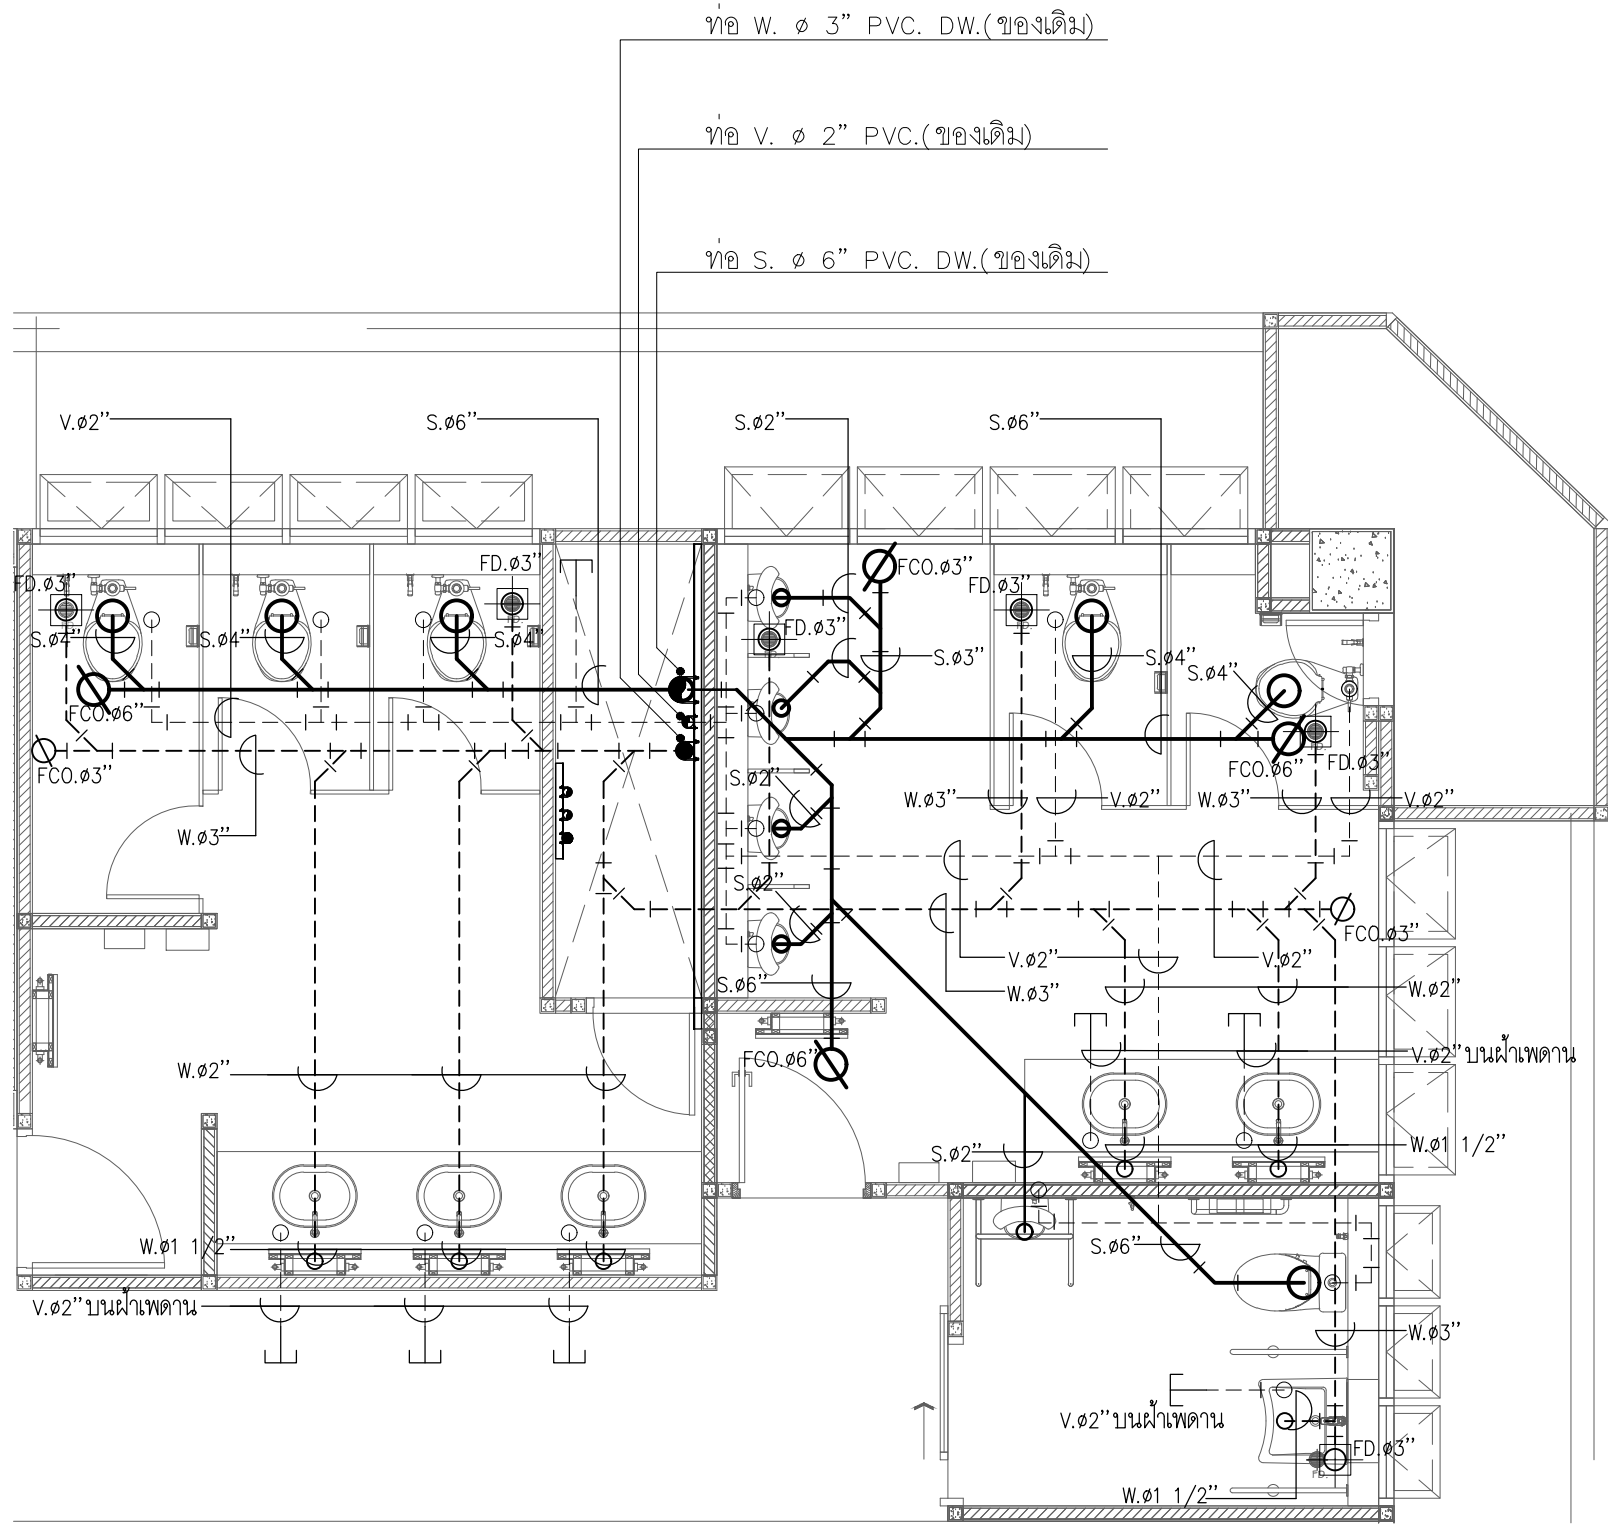 ท่อ W. ø 3" PVC. DW.(ของเดิม)
ท่อ V. ø 2" PVC.(ของเดิม)
ท่อ S. ø 6" PVC. DW.(ของเดิม)
V.ø2"
S.ø6"
S.ø2"
S.ø6"
FD.ø3"
FD.ø3"
FCO.ø3"
FD.ø3"
FD.ø3"
S.ø4"
S.ø4"
S.ø4"
S.ø3"
S.ø4"
S.ø4"
FCO.ø6"
FCO.ø3"
S.ø2"
FCO.ø6"
FD.ø3"
W.ø3"
V.ø2"
W.ø3"
V.ø2"
W.ø3"
S.ø2"
FCO.ø3"
V.ø2"
V.ø2"
S.ø6"
W.ø3"
W.ø2"
FCO.ø6"
V.ø2"บนฝ้าเพดาน
W.ø2"
S.ø2"
W.ø1 1/2"
W.ø1 1/2"
S.ø6"
V.ø2"บนฝ้าเพดาน
W.ø3"
V.ø2"บนฝ้าเพดาน
FD.ø3"
W.ø1 1/2"